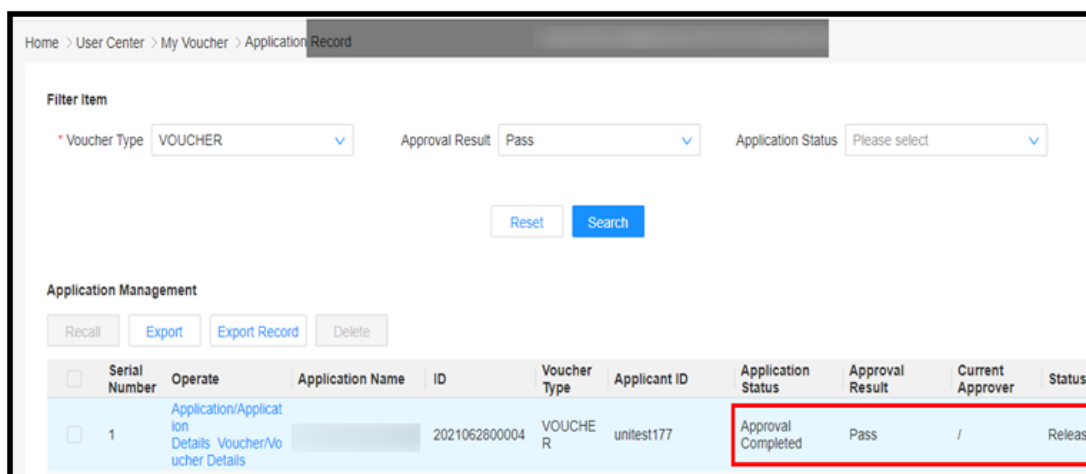 Home > User Center > My Voucher > Application Record
Filter Item
* Voucher Type VOUCHER Approval Result Pass Application Status Please select
Reset Search
Application Management
Recall Export Export Record Delete
Serial Number Operate Application Name ID Voucher Type Applicant ID Application Status Approval Result Current Approver Status
1 Application/Applicat
ion
Details Voucher/Vo
ucher Details
2021062800004 VOUCHE
R
unitest177 Approval
Completed
Pass / Releas